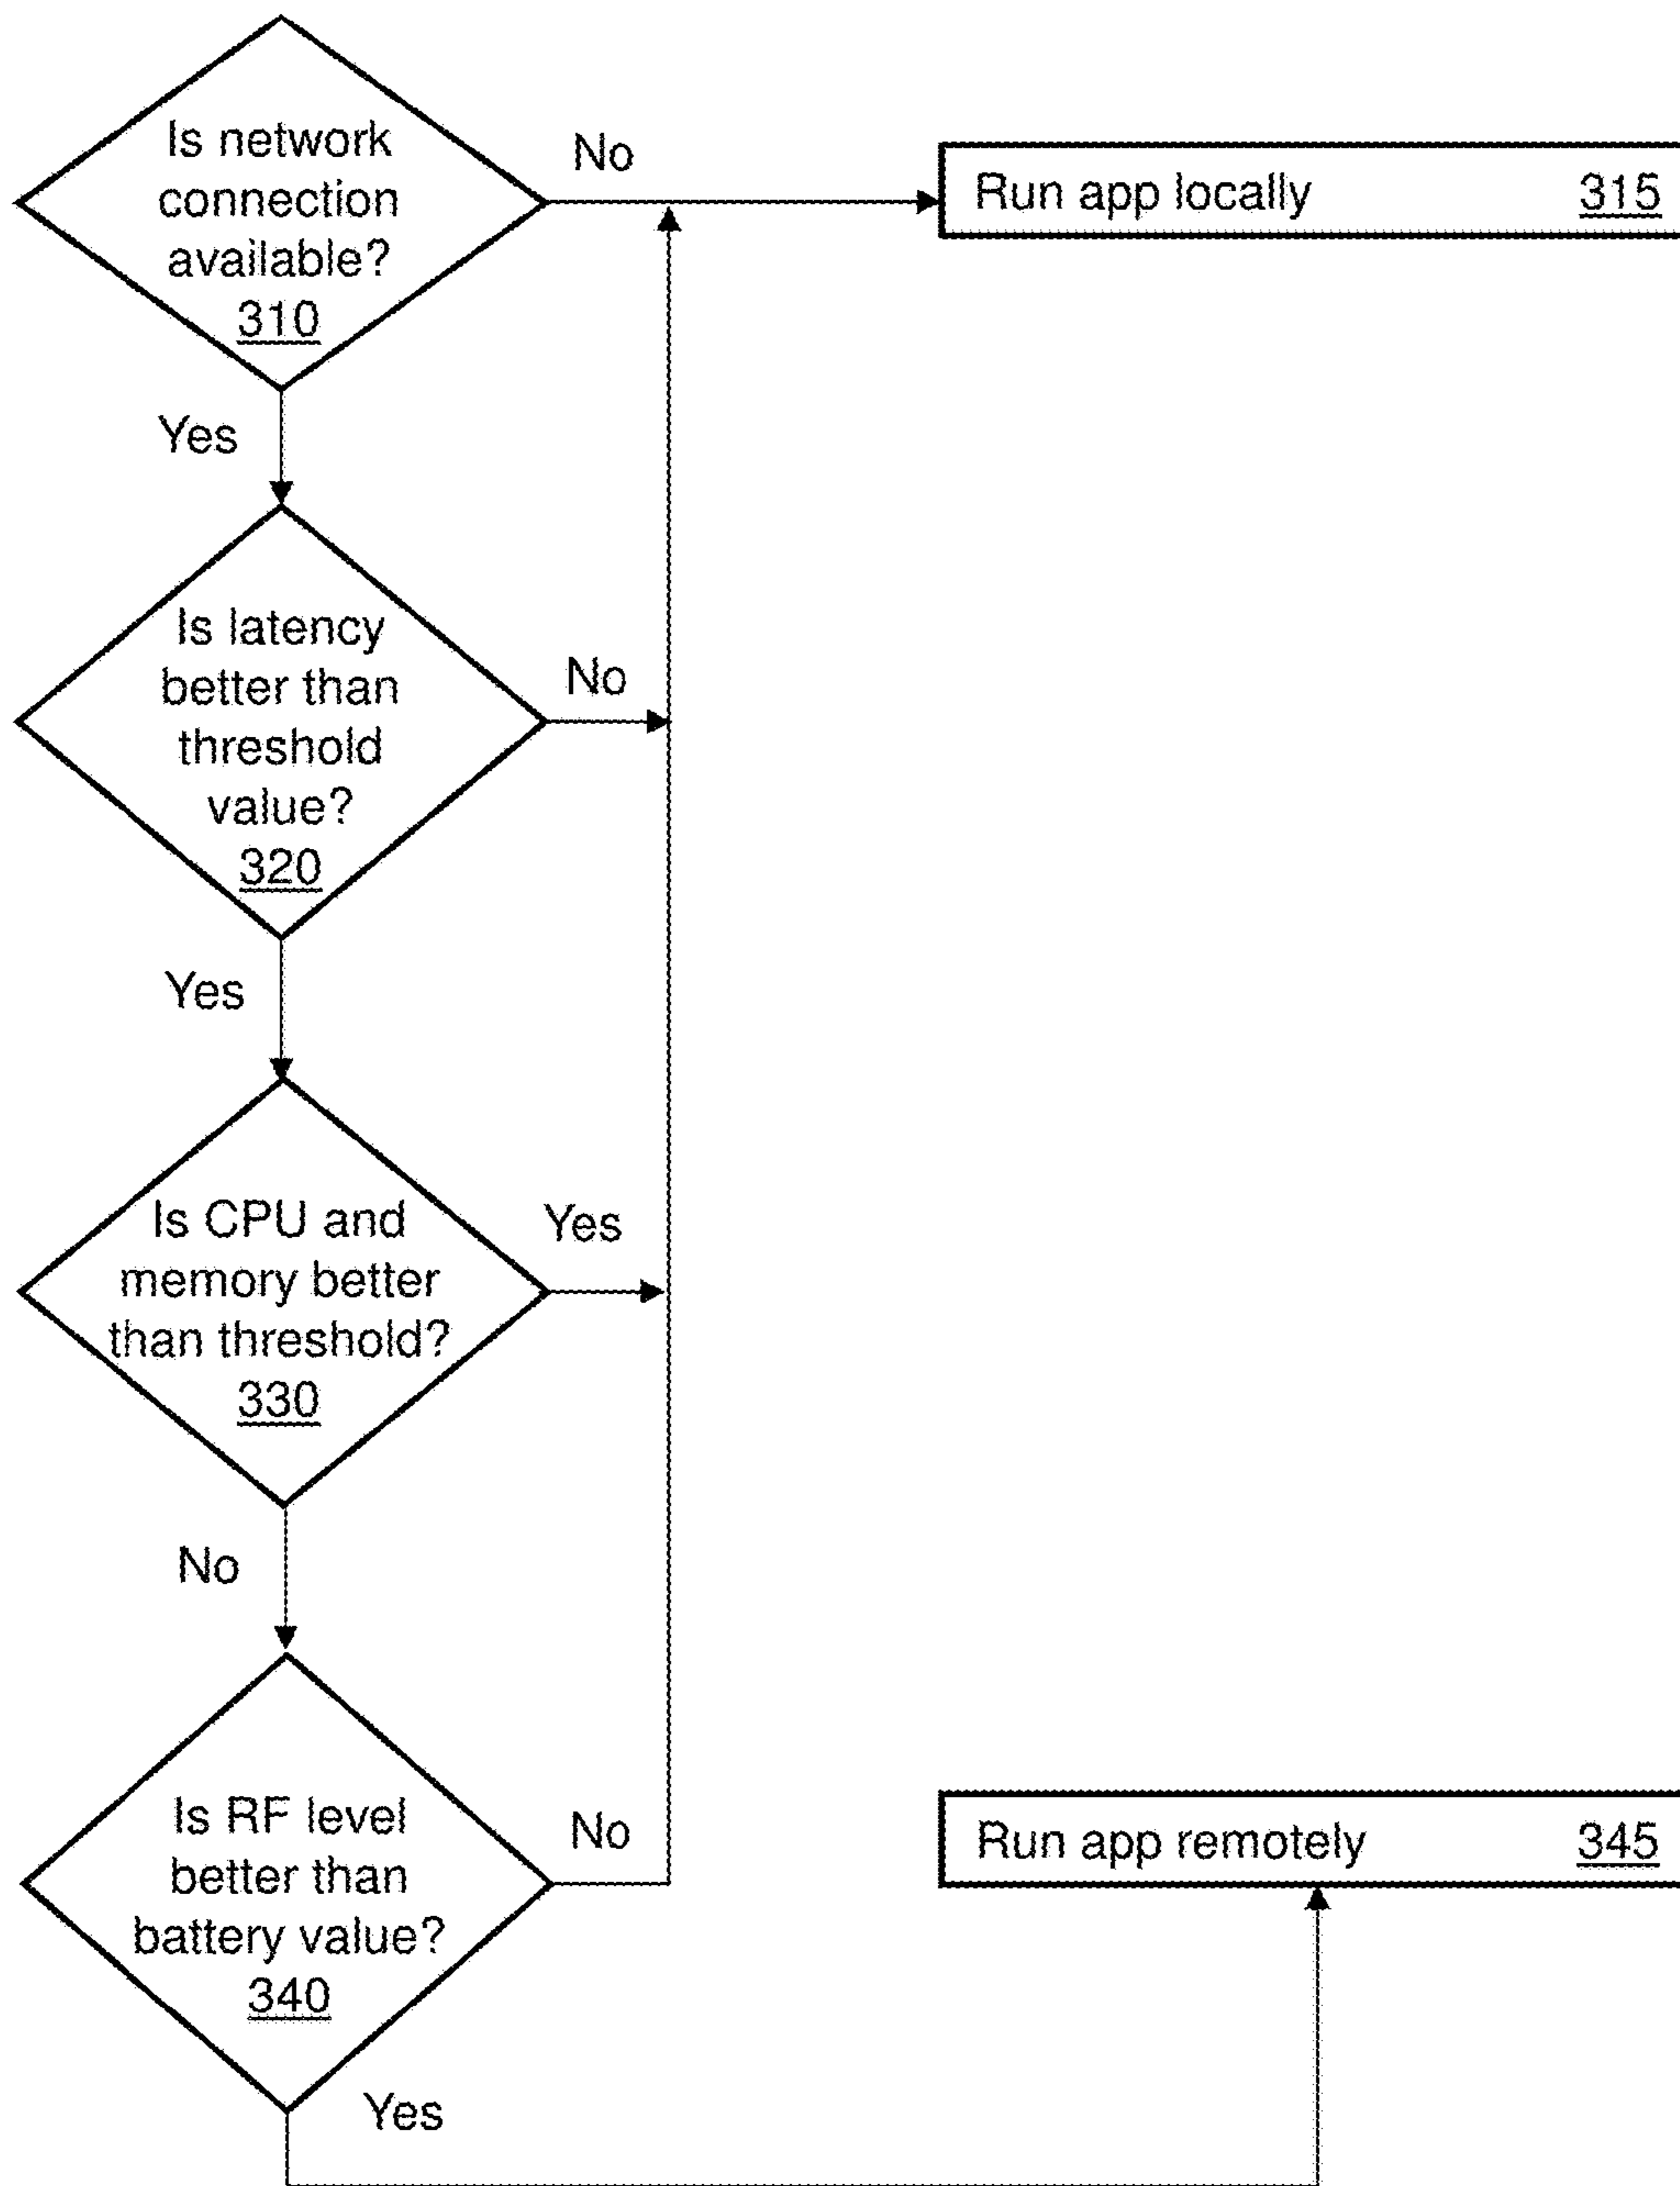 Is network
connection
available?
310
No
Run app locally 315
Yes
Is latency
better than
threshold
value?
320
No
Yes
Is CPU and
memory better
than threshold?
330
Yes
No
Is RF level
better than
battery value?
340
No
Run app remotely 345
Yes